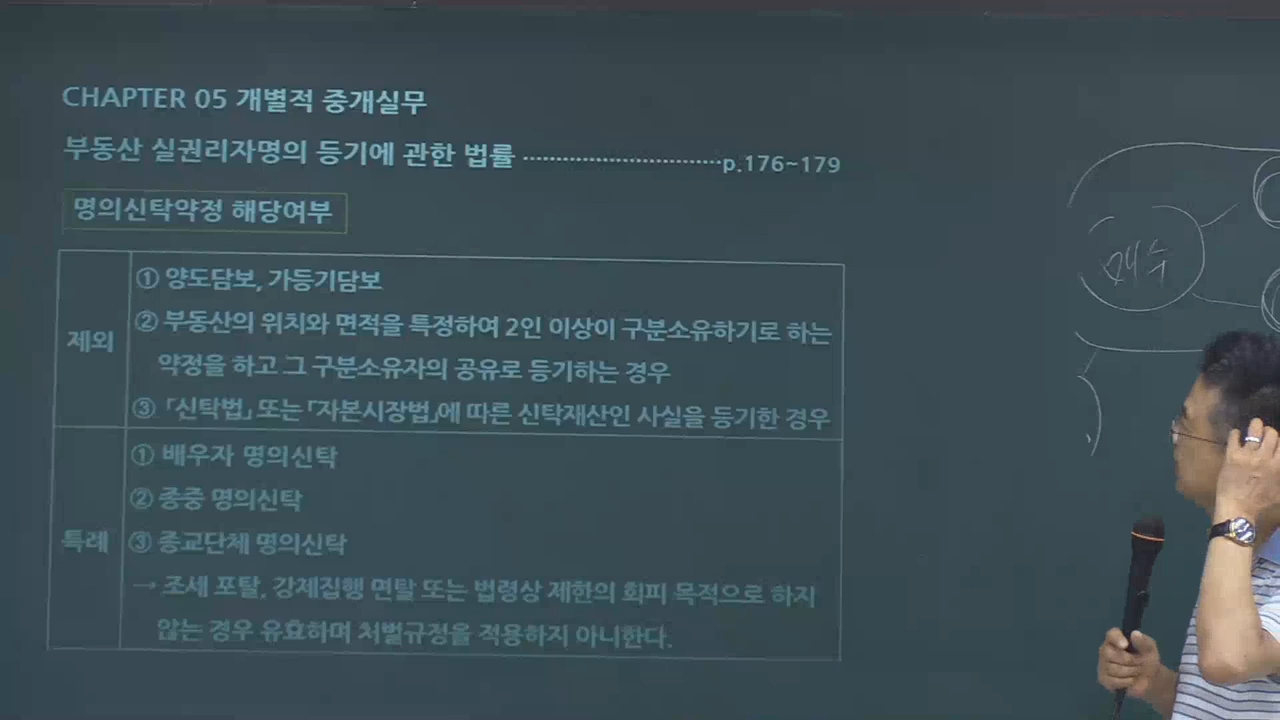 CHAPTER 05 개별적 중개실무
부동산 실권리자명의 등기에 관한 법률 ·····························p.176~179
명의신탁약정 해당여부
제외
① 양도담보, 가등기담보
② 부동산의 위치와 면적을 특정하여 2인 이상이 구분소유하기로 하는
약정을 하고 그 구분소유자의 공유로 등기하는 경우
③ 「신탁법」 또는 「자본시장법」에 따른 신탁재산인 사실을 등기한 경우
특례
① 배우자 명의신탁
② 종중 명의신탁
③ 종교단체 명의신탁
→ 조세 포탈, 강제집행 면탈 또는 법령상 제한의 회피 목적으로 하지
않는 경우 유효하며 처벌규정을 적용하지 아니한다.
매수